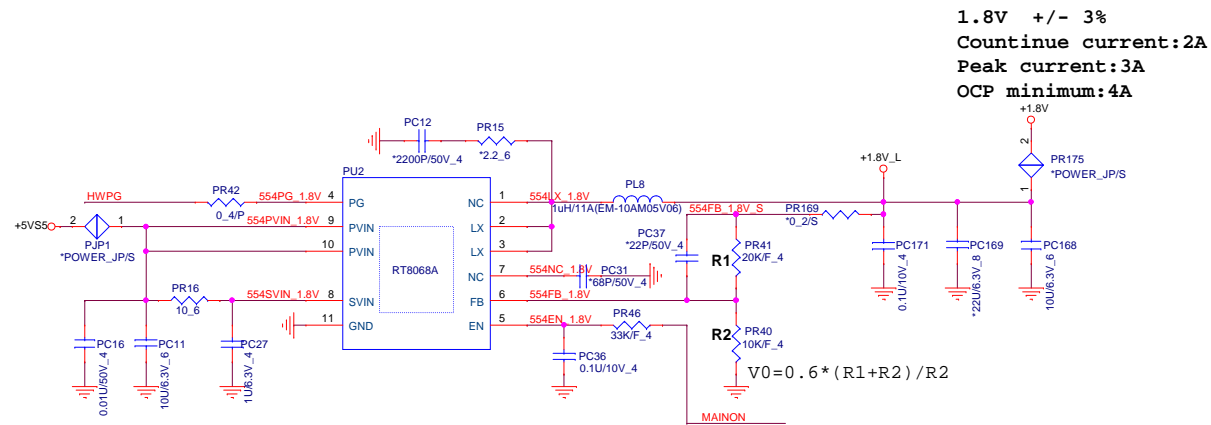 1.8V +/- 3%
Countinue current:2A
Peak current:3A
OCP minimum:4A
+1.8V
2
PR175
*POWER_JP/S
1
+1.8V_L
PC12
*2200P/50V_4
PR15
*2.2_6
PU2
HWPG
PR42
0_4/P
554PG_1.8V
4
PG
NC
1
554LX_1.8V
PL8
1uH/11A(EM-10AM05V06)
554FB_1.8V_S
PR169
*0_2/S
+5VS5
2
1
PJP1
*POWER_JP/S
554PVIN_1.8V
9
PVIN
LX
2
10
PVIN
LX
3
RT8068A
NC
7
554NC_1.8V
PC31
*68P/50V_4
PC37
*22P/50V_4
R1
PR41
20K/F_4
PC171
0.1U/10V_4
PC169
*22U/6.3V_8
PC168
10U/6.3V_6
PR16
10_6
554SVIN_1.8V
8
SVIN
FB
6
554FB_1.8V
11
GND
EN
5
554EN_1.8V
PR46
33K/F_4
R2
PR40
10K/F_4
PC16
0.01U/50V_4
PC11
10U/6.3V_6
PC27
1U/6.3V_4
PC36
0.1U/10V_4
V0=0.6*(R1+R2)/R2
MAINON